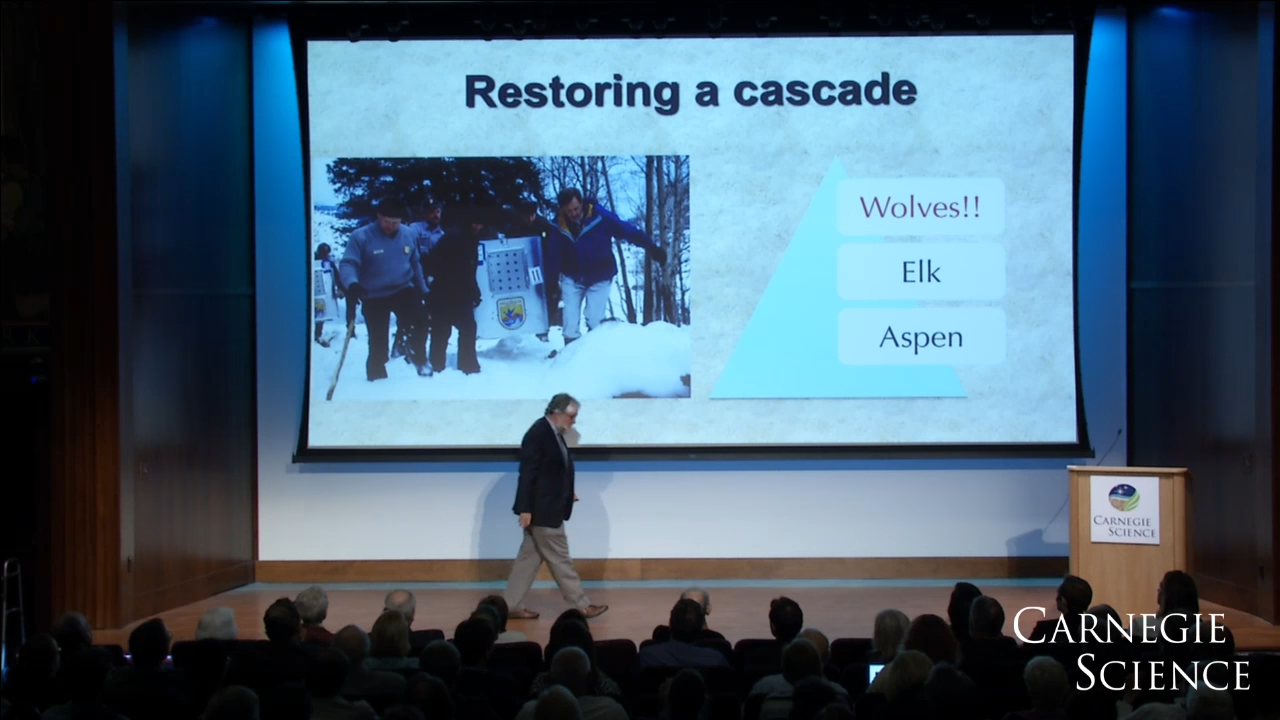 Restoring a cascade
Wolves!!
Elk
Aspen
CARNEGIE
SCIENCE
CARNEGIE
SCIENCE